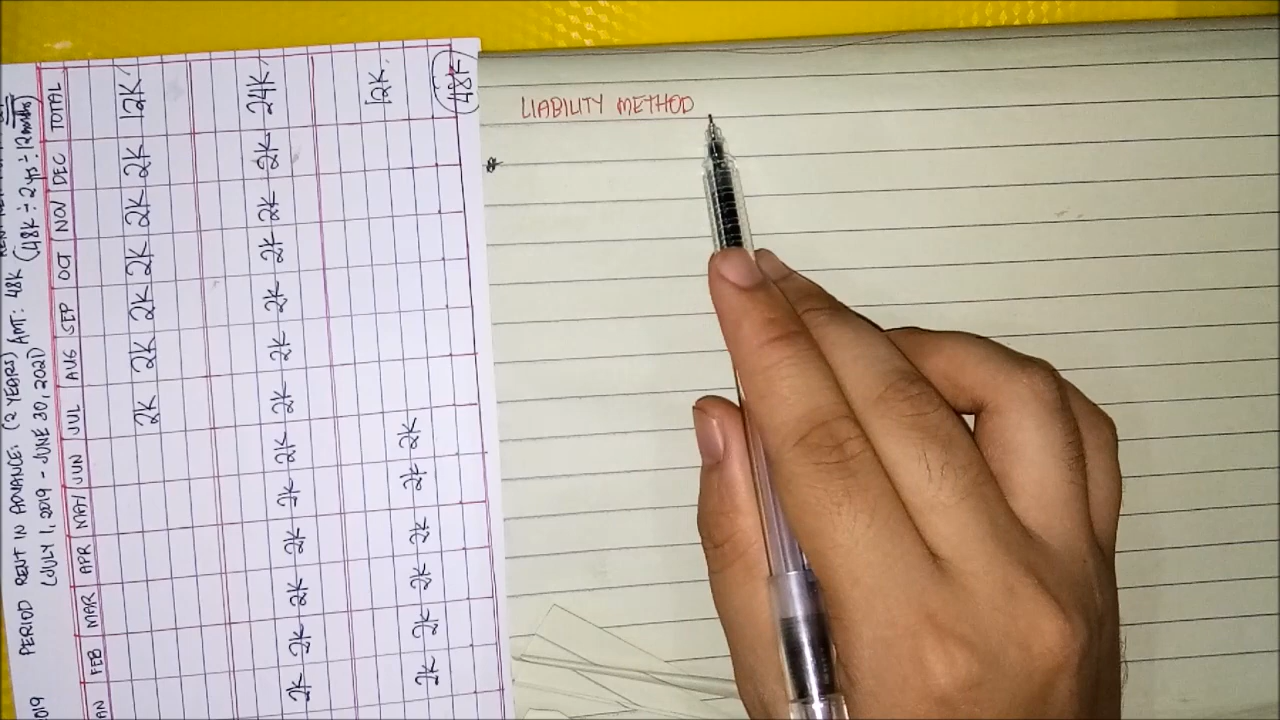 2019
PERIOD RENT IN ADVANCE: (2 YEARS) AMT: 48K
(JULY 1, 2019 - JUNE 30, 2021) (48K ÷ 2 yrs ÷ 12 months)
FEB MAR APR MAY JUN JUL AUG SEP OCT NOV DEC TOTAL
2K 2K 2K 2K 2K 2K 12K
2K 2K 2K 2K 2K 2K 2K 2K 2K 2K 2K 2K 24K
2K 2K 2K 2K 2K 2K 12K
48K
LIABILITY METHOD
*